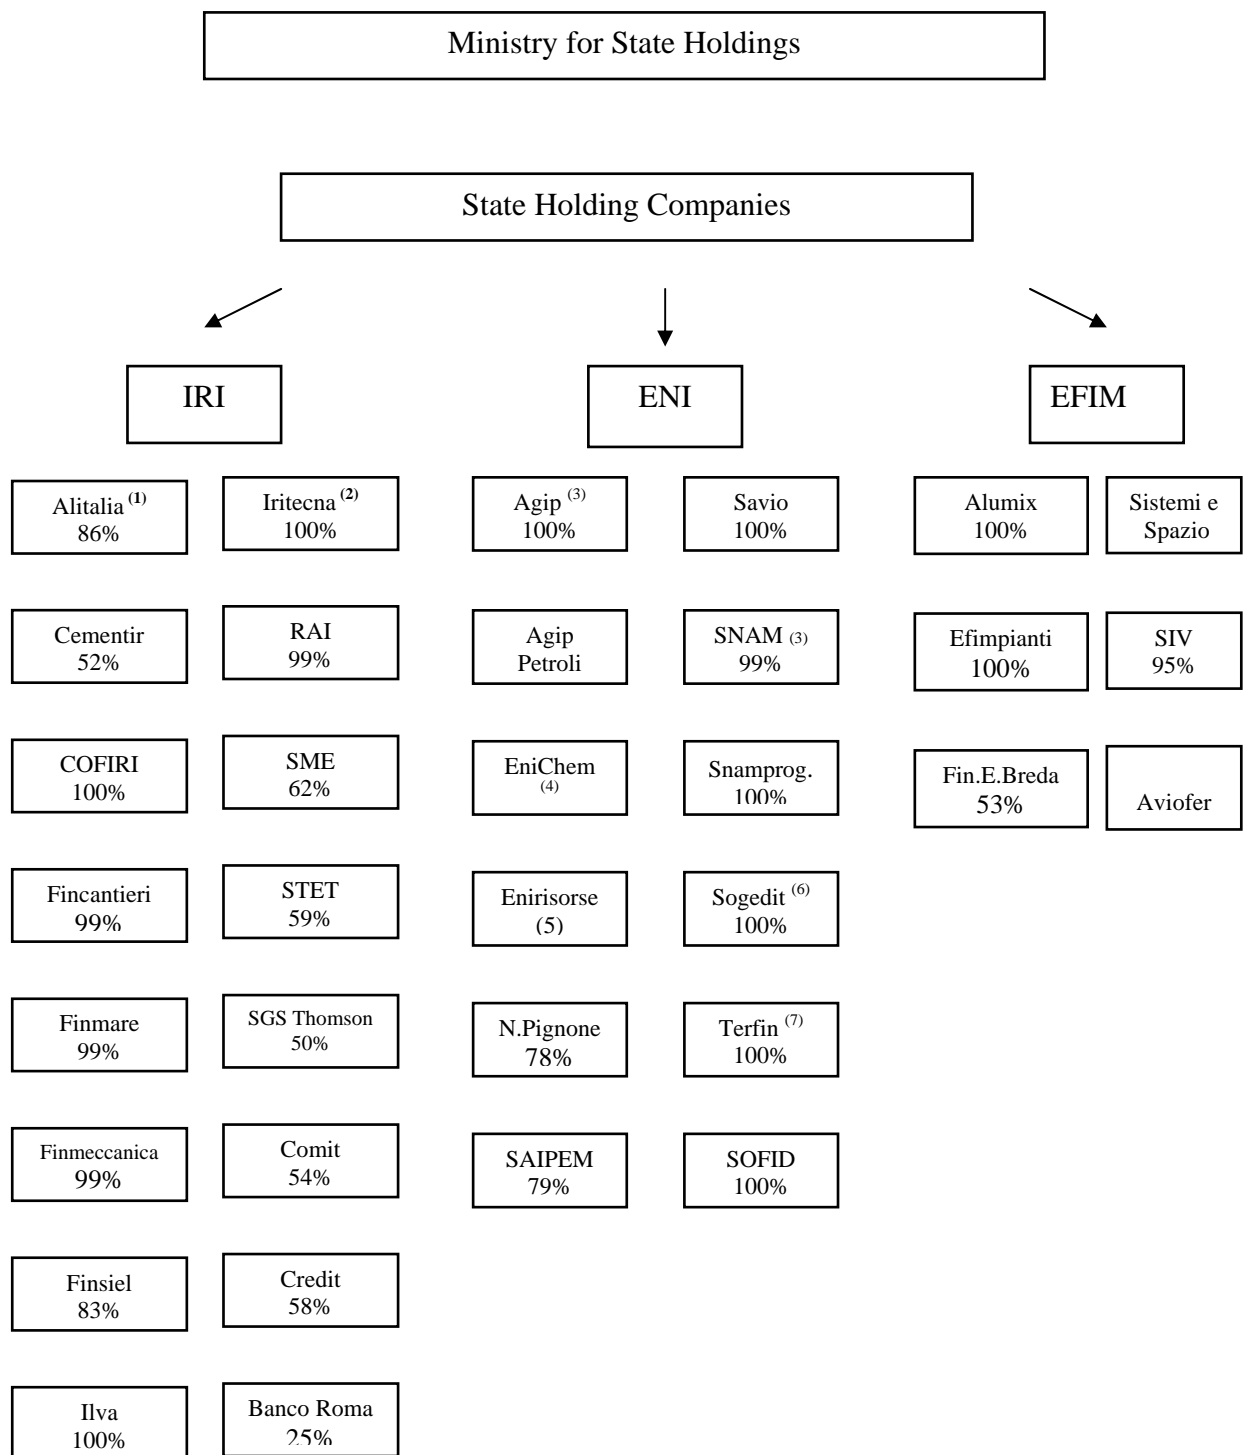 Ministry for State Holdings
State Holding Companies
IRI
ENI
EFIM
Alitalia (1)
86%
Iritecna (2)
100%
Agip (3)
100%
Savio
100%
Alumix
100%
Sistemi e
Spazio
Cementir
52%
RAI
99%
Agip
Petroli
SNAM (3)
99%
Efimpianti
100%
SIV
95%
COFIRI
100%
SME
62%
EniChem
(4)
Snamprog.
100%
Fin.E.Breda
53%
Aviofer
Fincantieri
99%
STET
59%
Enirisorse
(5)
Sogedit (6)
100%
Finmare
99%
SGS Thomson
50%
N.Pignone
78%
Terfin (7)
100%
Finmeccanica
99%
Comit
54%
SAIPEM
79%
SOFID
100%
Finsiel
83%
Credit
58%
Ilva
100%
Banco Roma
25%